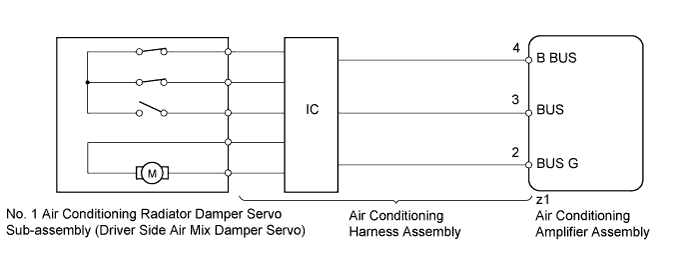 4
B BUS
3
IC
BUS
2
BUS G
M
z1
No. 1 Air Conditioning Radiator Damper Servo
Sub-assembly (Driver Side Air Mix Damper Servo)
Air Conditioning
Harness Assembly
Air Conditioning
Amplifier Assembly